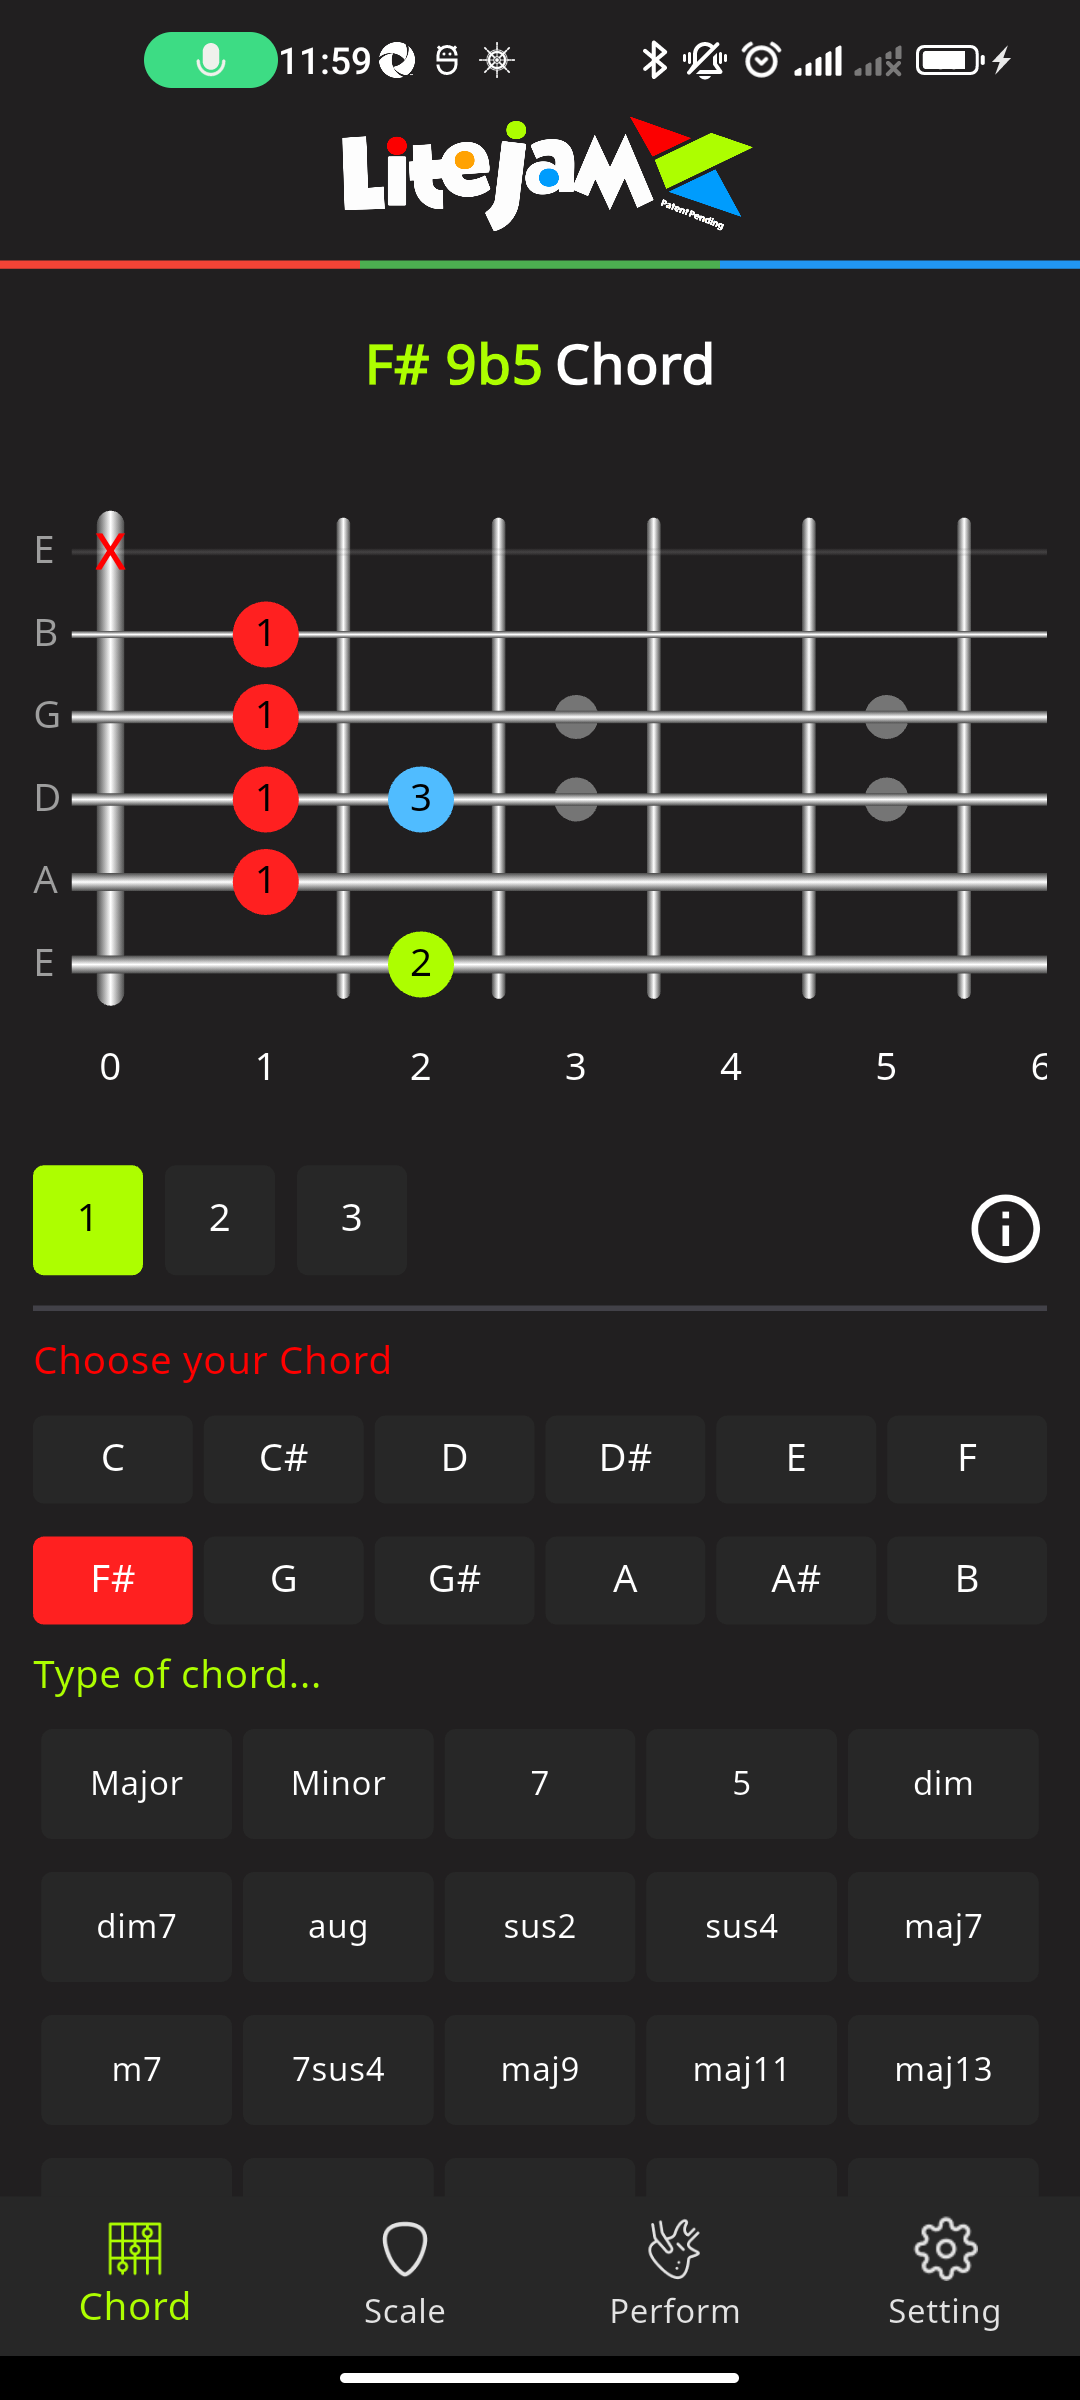 11:59
LiteJam
Patent Pending
F# 9b5 Chord
E X
B 1
G 1
D 1 3
A 1
E 2
0 1 2 3 4 5 6
1 2 3
Choose your Chord
C C# D D# E F
F# G G# A A# B
Type of chord...
Major Minor 7 5 dim
dim7 aug sus2 sus4 maj7
m7 7sus4 maj9 maj11 maj13
Chord Scale Perform Setting